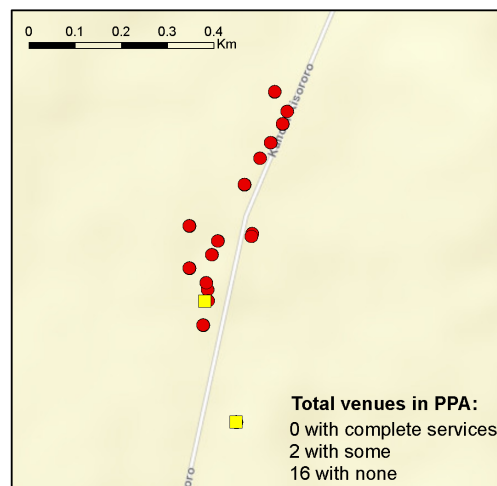 0 0.1 0.2 0.3 0.4
Km
Total venues in PPA:
0 with complete services
2 with some
16 with none